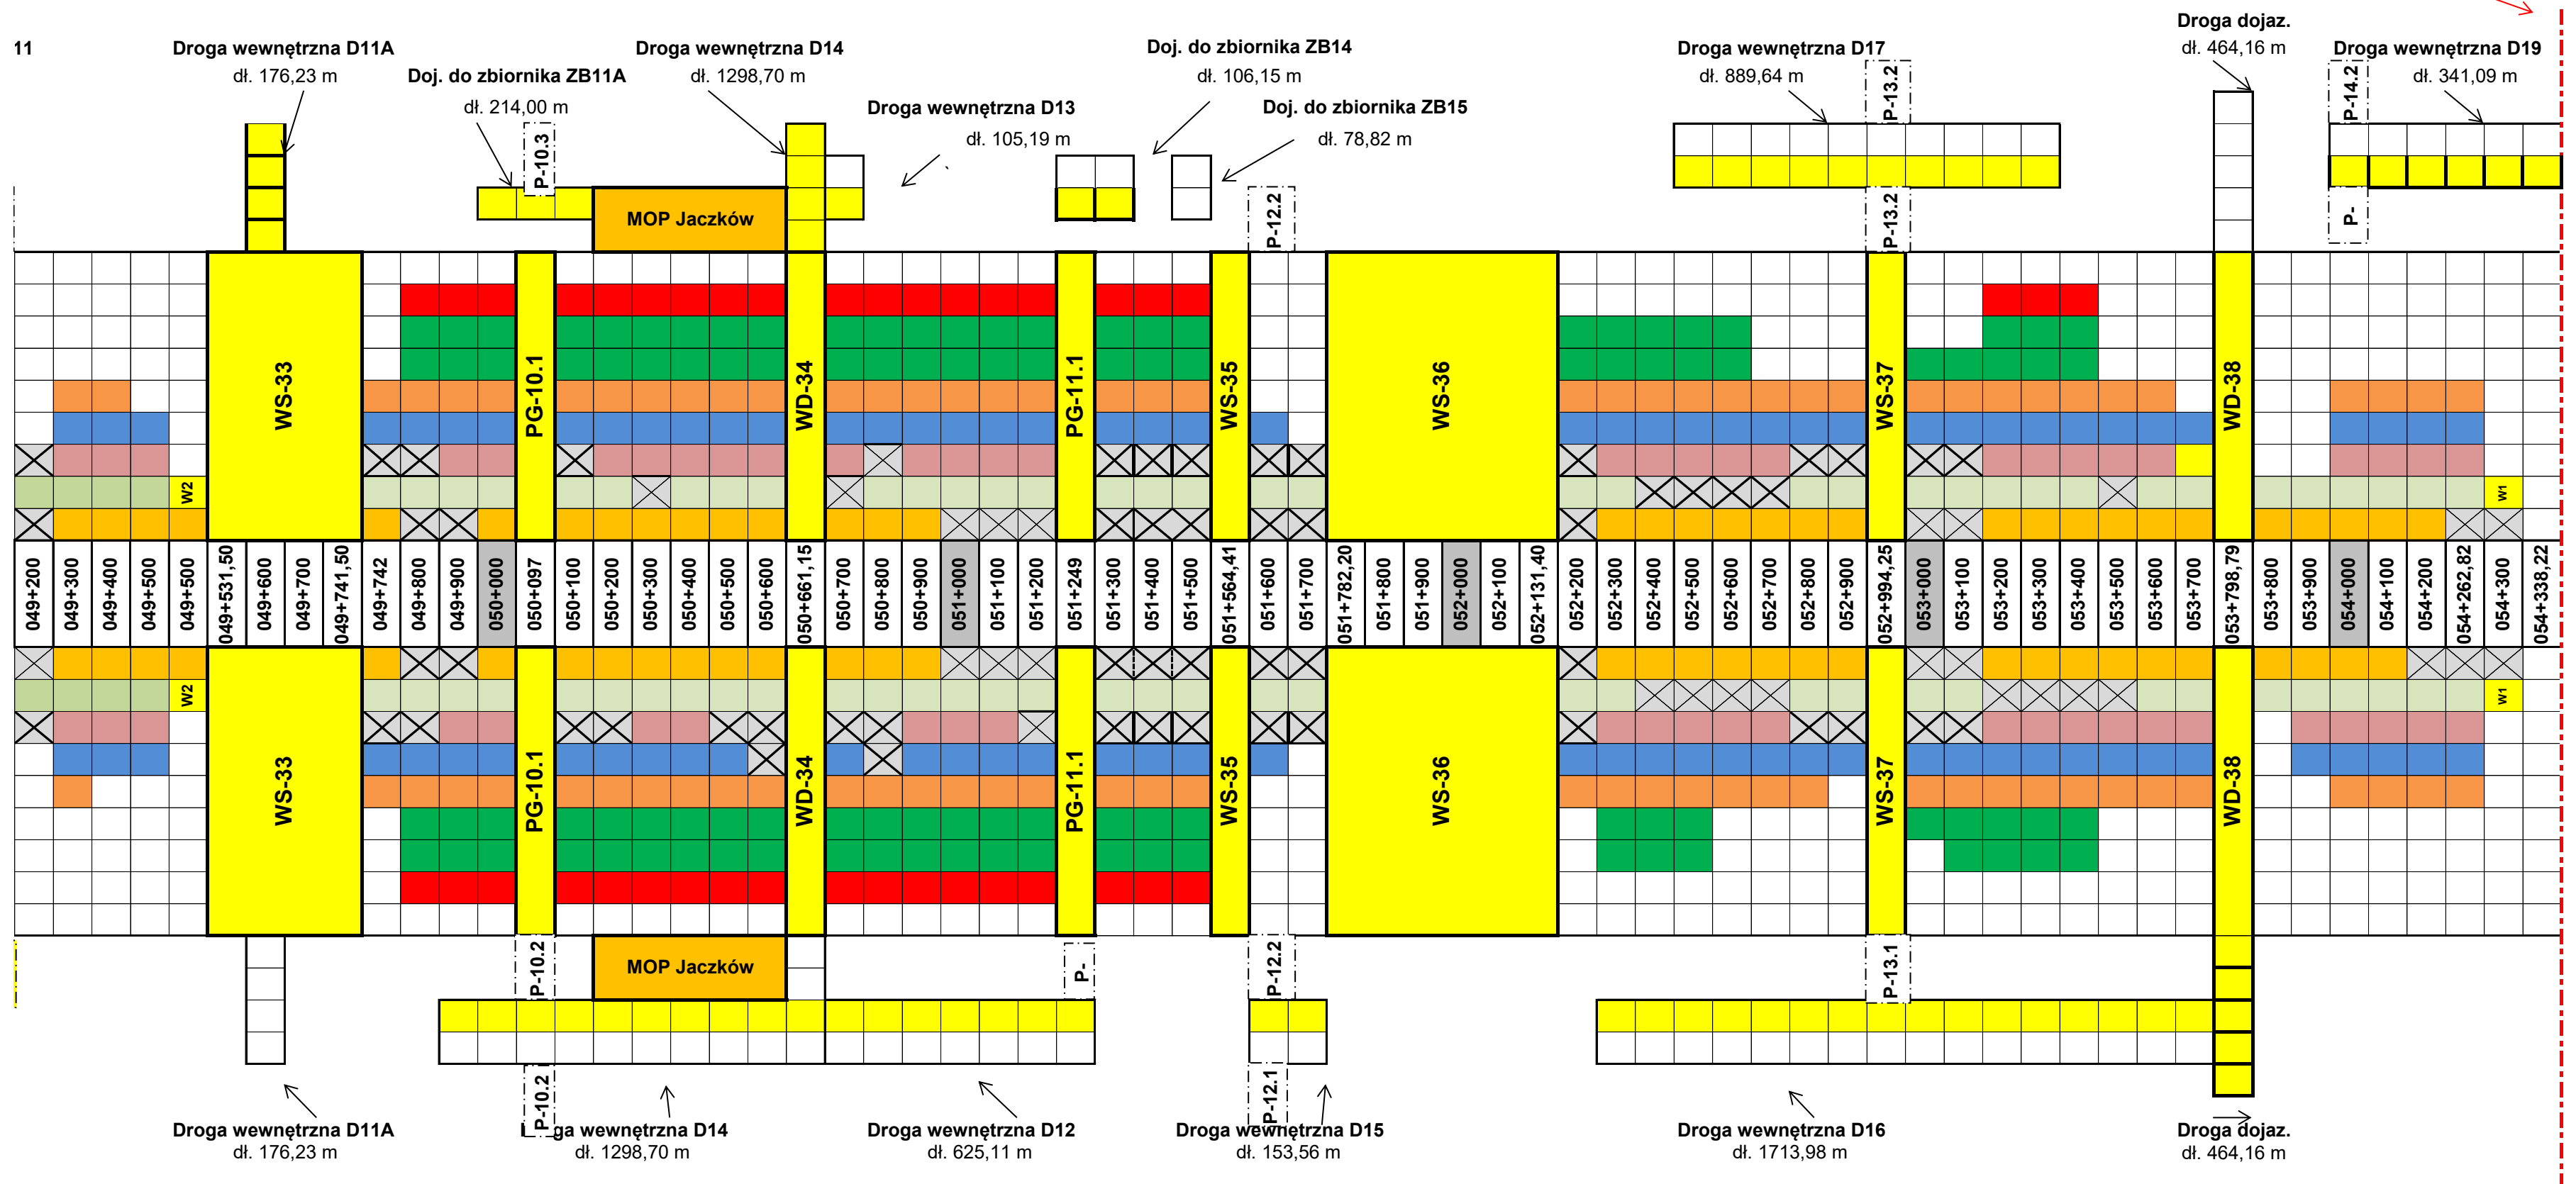 11
Droga wewnętrzna D11A
dł. 176,23 m
Doj. do zbiornika ZB11A
dł. 214,00 m
P-10.3
Droga wewnętrzna D14
dł. 1298,70 m
Droga wewnętrzna D13
dł. 105,19 m
Doj. do zbiornika ZB14
dł. 106,15 m
Doj. do zbiornika ZB15
dł. 78,82 m
P-12.2
Droga wewnętrzna D17
dł. 889,64 m
P-13.2
P-13.2
Droga dojaz.
dł. 464,16 m
Droga wewnętrzna D19
dł. 341,09 m
P-14.2
P-
MOP Jaczków
WS-33
PG-10.1
WD-34
PG-11.1
WS-35
WS-36
WS-37
WD-38
W2
W1
049+200
049+300
049+400
049+500
049+500
049+531,50
049+600
049+700
049+741,50
049+742
049+800
049+900
050+000
050+097
050+100
050+200
050+300
050+400
050+500
050+600
050+661,15
050+700
050+800
050+900
051+000
051+100
051+200
051+249
051+300
051+400
051+500
051+564,41
051+600
051+700
051+782,20
051+800
051+900
052+000
052+100
052+131,40
052+200
052+300
052+400
052+500
052+600
052+700
052+800
052+900
052+994,25
053+000
053+100
053+200
053+300
053+400
053+500
053+600
053+700
053+798,79
053+800
053+900
054+000
054+100
054+200
054+262,82
054+300
054+338,22
W2
W1
WS-33
PG-10.1
WD-34
PG-11.1
WS-35
WS-36
WS-37
WD-38
P-10.2
MOP Jaczków
P-
P-12.2
P-13.1
P-10.2
P-12.1
Droga wewnętrzna D11A
dł. 176,23 m
ga wewnętrzna D14
dł. 1298,70 m
Droga wewnętrzna D12
dł. 625,11 m
Droga wewnętrzna D15
dł. 153,56 m
Droga wewnętrzna D16
dł. 1713,98 m
Droga dojaz.
dł. 464,16 m